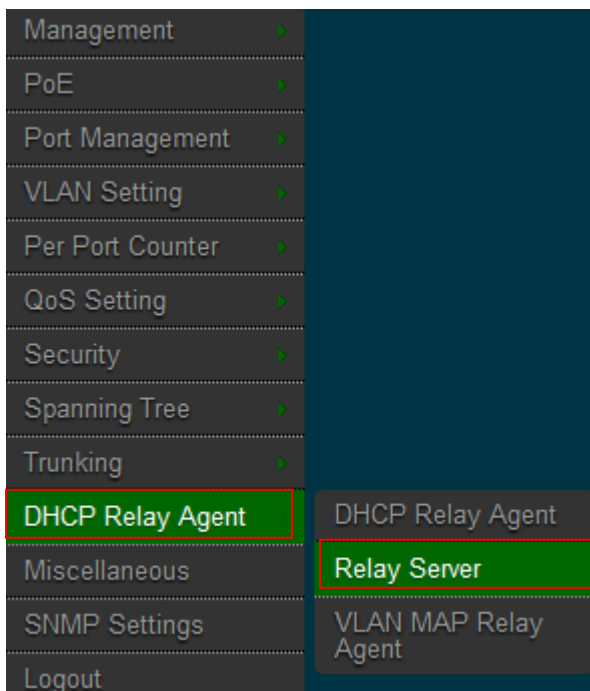 Management
PoE
Port Management
VLAN Setting
Per Port Counter
QoS Setting
Security
Spanning Tree
Trunking
DHCP Relay Agent
Miscellaneous
SNMP Settings
Logout
DHCP Relay Agent
Relay Server
VLAN MAP Relay
Agent